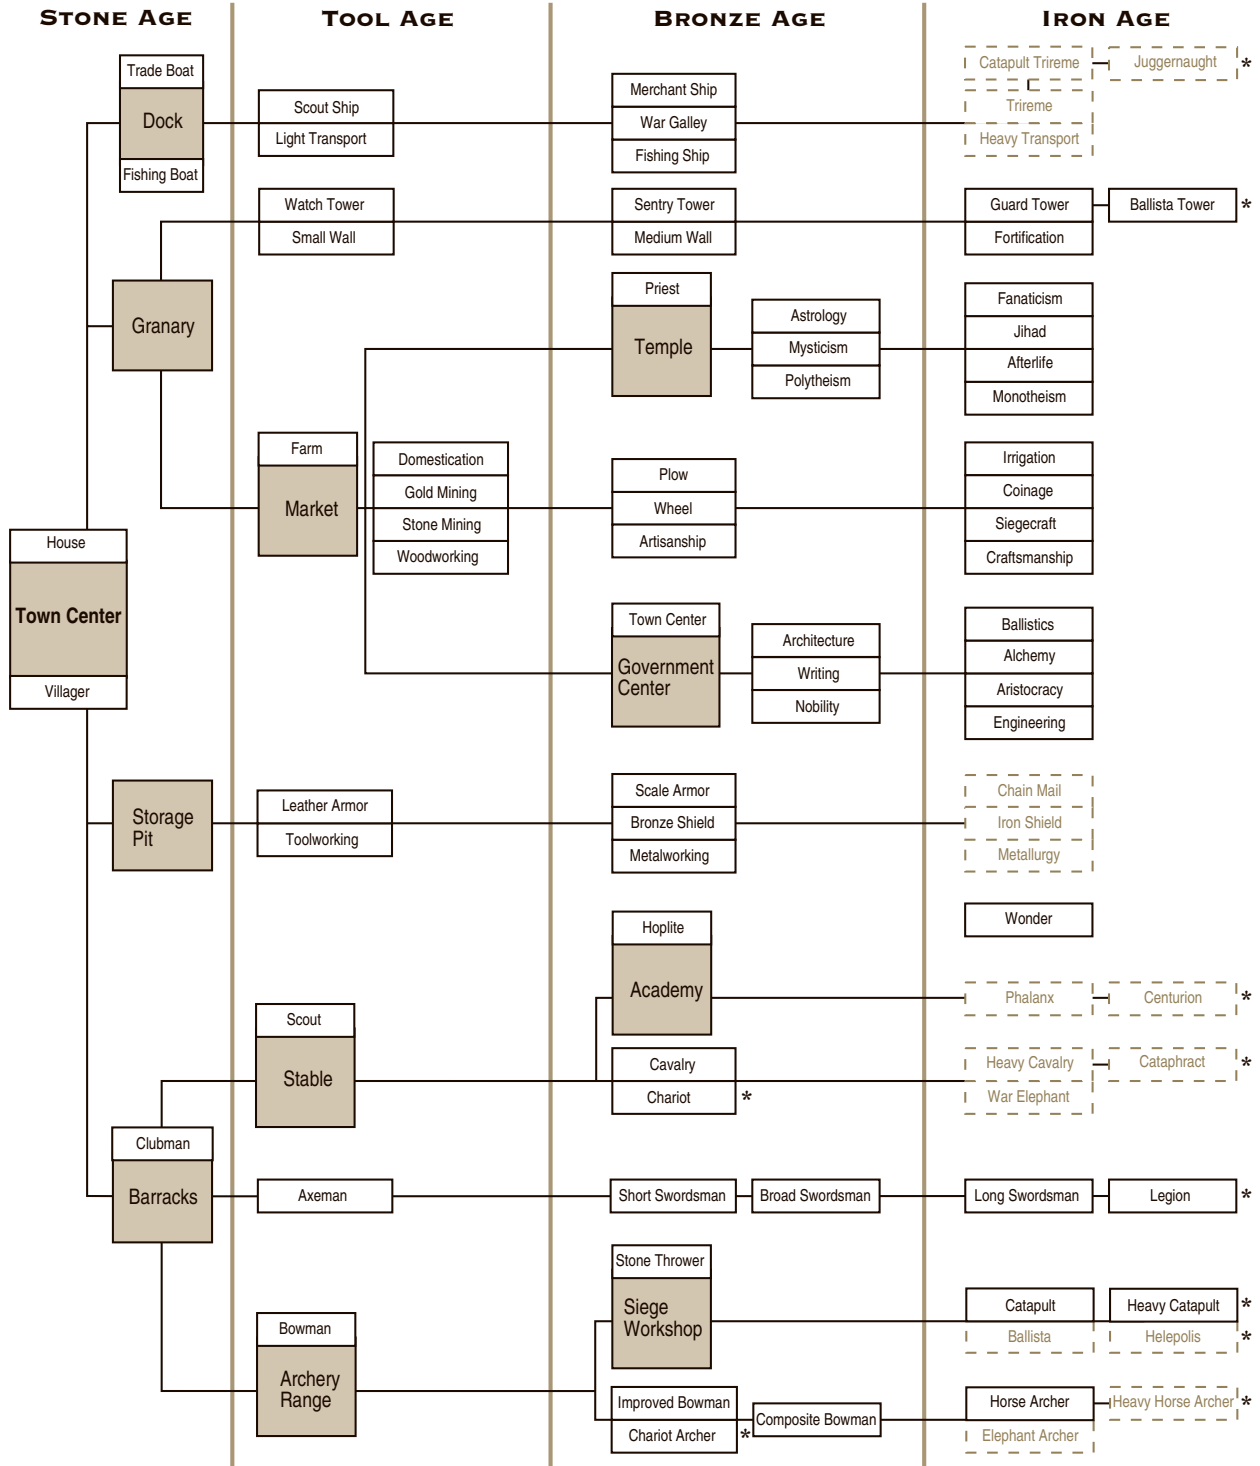 STONE AGE
TOOL AGE
BRONZE AGE
IRON AGE
Trade Boat
Dock
Fishing Boat
Scout Ship
Light Transport
Merchant Ship
War Galley
Fishing Ship
Catapult Trireme
Juggernaught *
Trireme
Heavy Transport
Watch Tower
Small Wall
Sentry Tower
Medium Wall
Guard Tower
Ballista Tower *
Fortification
Granary
Priest
Temple
Astrology
Mysticism
Polytheism
Fanaticism
Jihad
Afterlife
Monotheism
Farm
Market
Domestication
Gold Mining
Stone Mining
Woodworking
Plow
Wheel
Artisanship
Irrigation
Coinage
Siegecraft
Craftsmanship
House
Town Center
Villager
Town Center
Government
Center
Architecture
Writing
Nobility
Ballistics
Alchemy
Aristocracy
Engineering
Storage
Pit
Leather Armor
Toolworking
Scale Armor
Bronze Shield
Metalworking
Chain Mail
Iron Shield
Metallurgy
Wonder
Hoplite
Academy
Phalanx
Centurion *
Scout
Stable
Cavalry
Chariot *
Heavy Cavalry
Cataphract *
War Elephant
Clubman
Barracks
Axeman
Short Swordsman
Broad Swordsman
Long Swordsman
Legion *
Stone Thrower
Siege
Workshop
Catapult
Heavy Catapult *
Ballista
Helepolis *
Bowman
Archery
Range
Improved Bowman
Chariot Archer *
Composite Bowman
Horse Archer
Heavy Horse Archer *
Elephant Archer